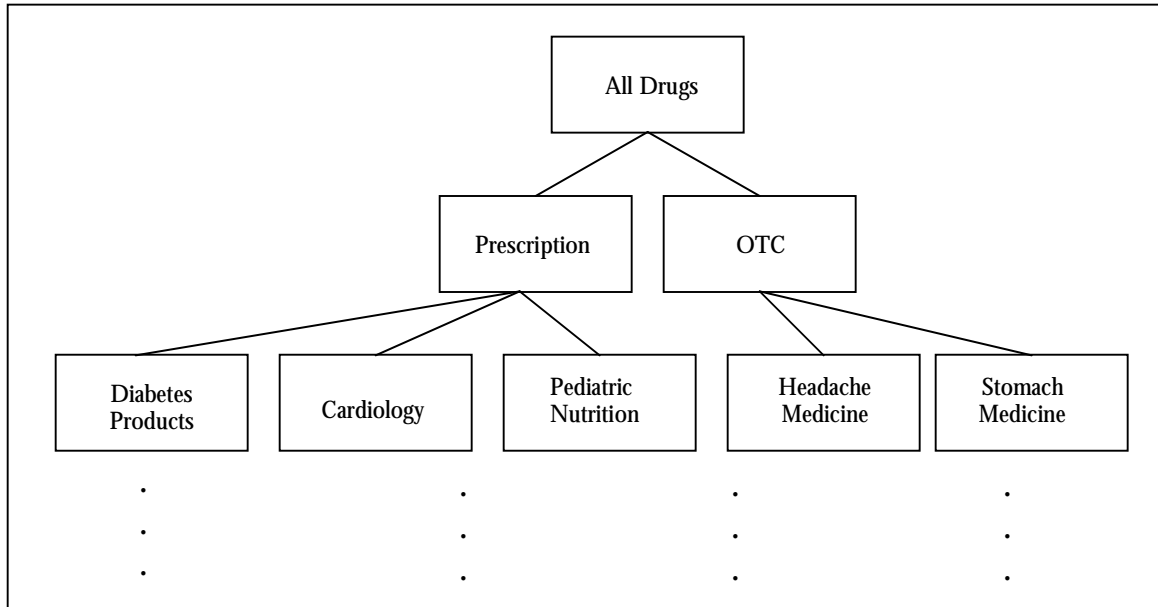 All Drugs
Prescription
OTC
Diabetes
Products
Cardiology
Pediatric
Nutrition
Headache
Medicine
Stomach
Medicine